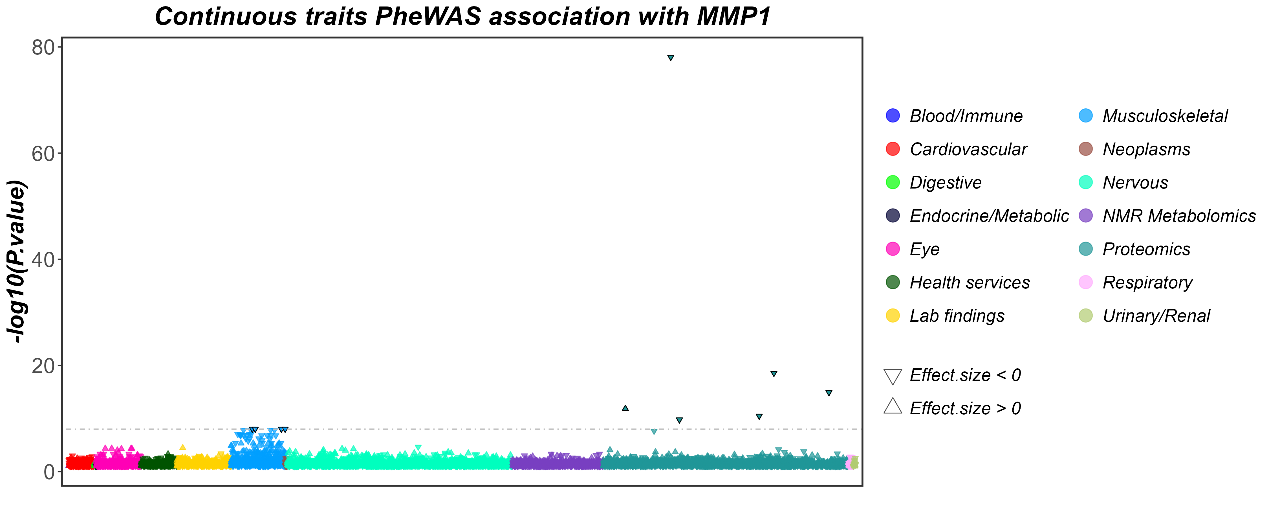 Continuous traits PheWAS association with MMP1
-log10(P.value)
80
60
40
20
0
Blood/Immune
Cardiovascular
Digestive
Endocrine/Metabolic
Eye
Health services
Lab findings
Musculoskeletal
Neoplasms
Nervous
NMR Metabolomics
Proteomics
Respiratory
Urinary/Renal
Effect.size < 0
Effect.size > 0